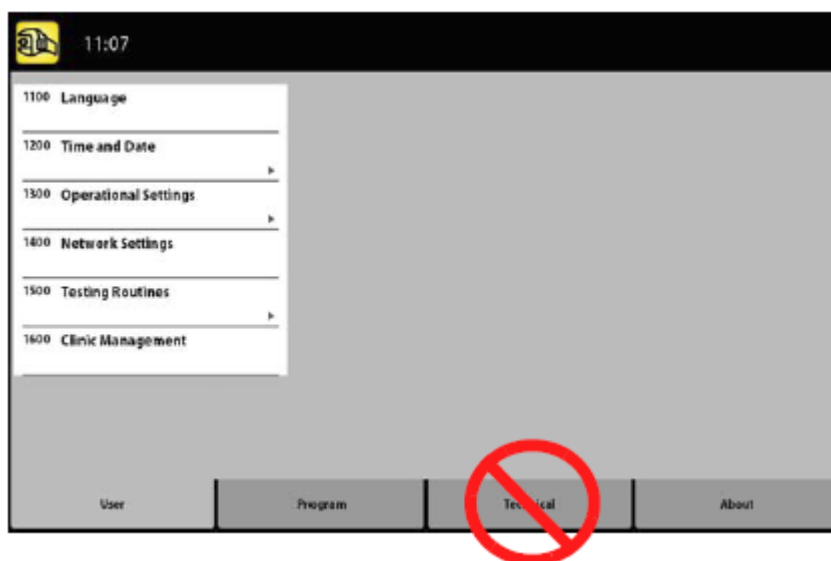 11:07
1100 Language
1200 Time and Date
1300 Operational Settings
1400 Network Settings
1500 Testing Routines
1600 Clinic Management
User Program Technical About